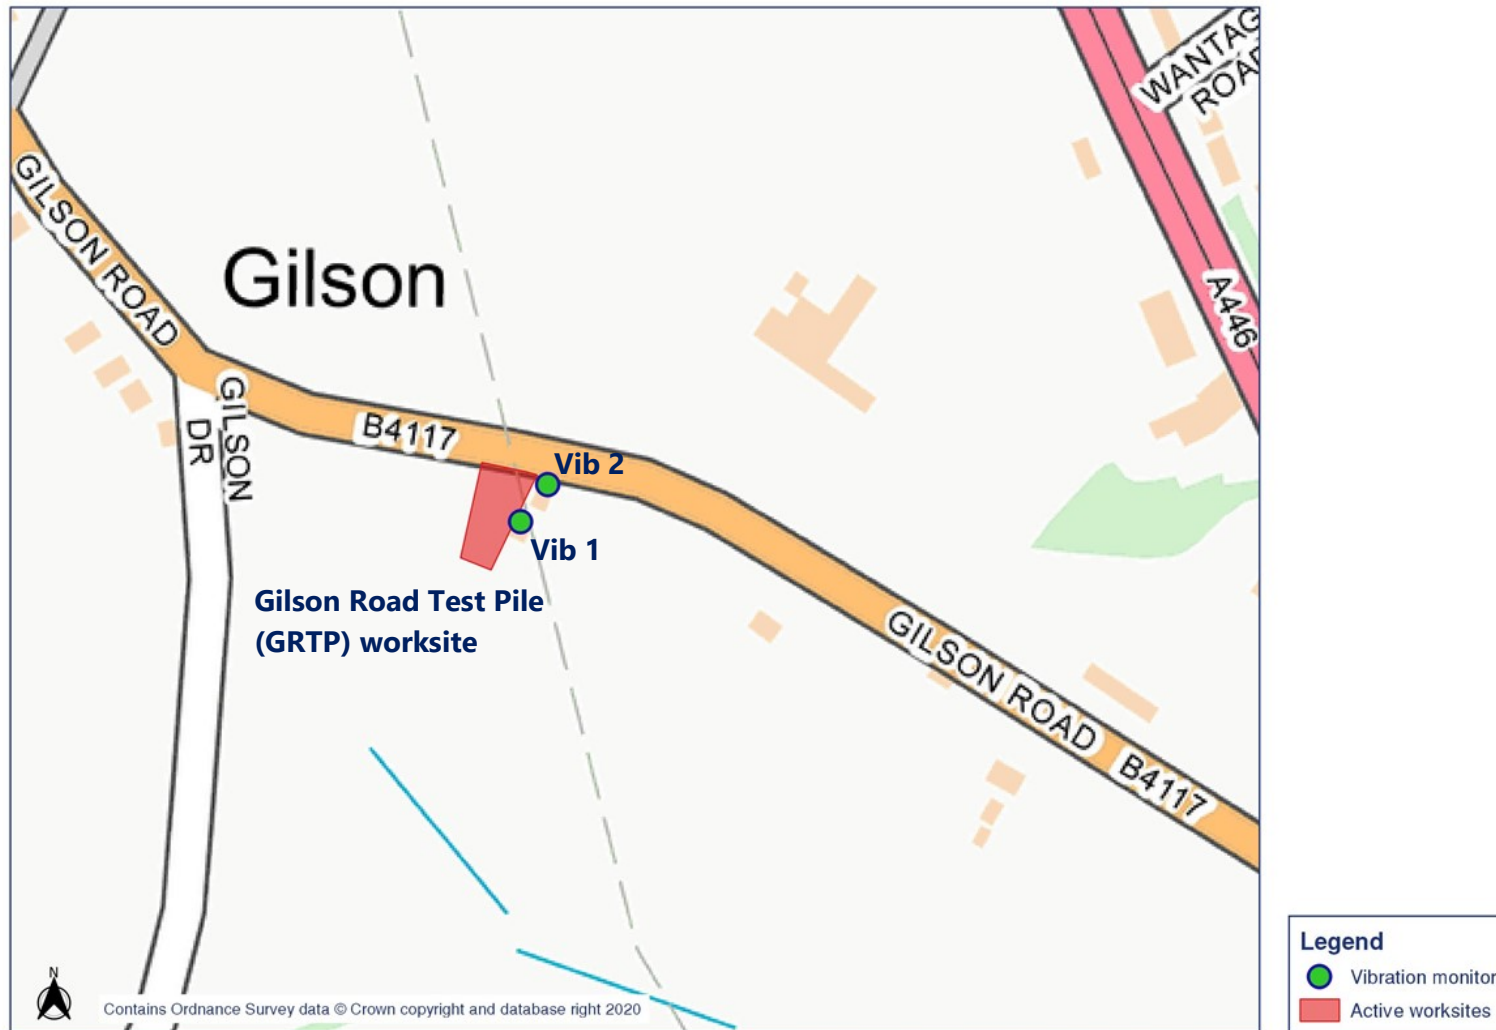 WANTAG
ROAD
GILSON ROAD
Gilson
A446
GILSON
DR
B4117
Vib 2
Vib 1
Gilson Road Test Pile
(GRTP) worksite
GILSON ROAD
B4117
N
Contains Ordnance Survey data © Crown copyright and database right 2020
Legend
Vibration monitor
Active worksites